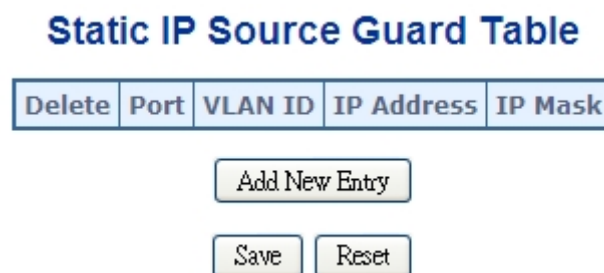 Static IP Source Guard Table
Delete Port VLAN ID IP Address IP Mask
Add New Entry
Save Reset